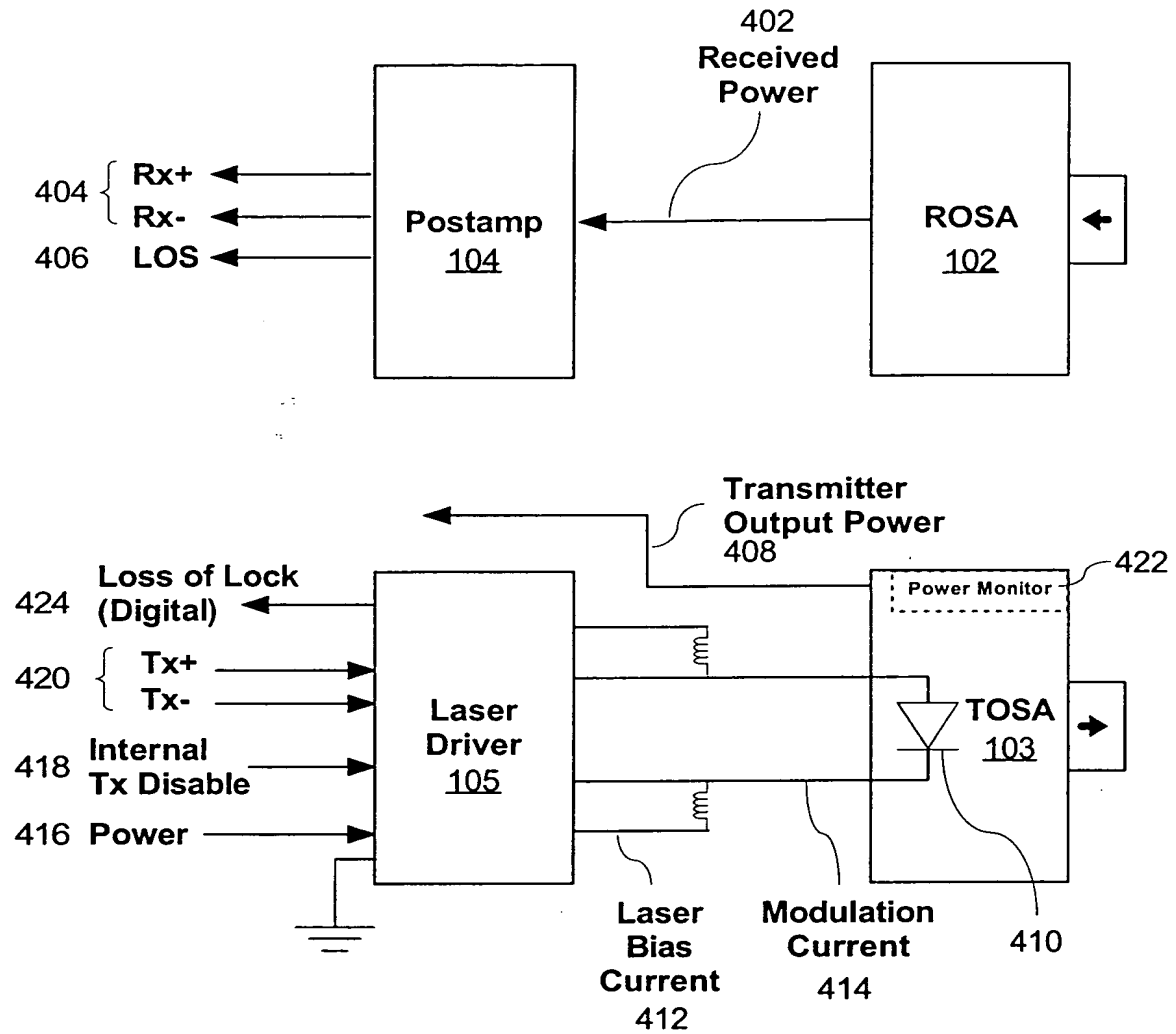 402
Received
Power
404
Rx+
Rx-
406 LOS
Postamp
104
ROSA
102
Transmitter
Output Power
408
422
Power Monitor
424
Loss of Lock
(Digital)
420
Tx+
Tx-
418
Internal
Tx Disable
416 Power
Laser
Driver
105
TOSA
103
Laser
Bias
Current
412
Modulation
Current
414
410